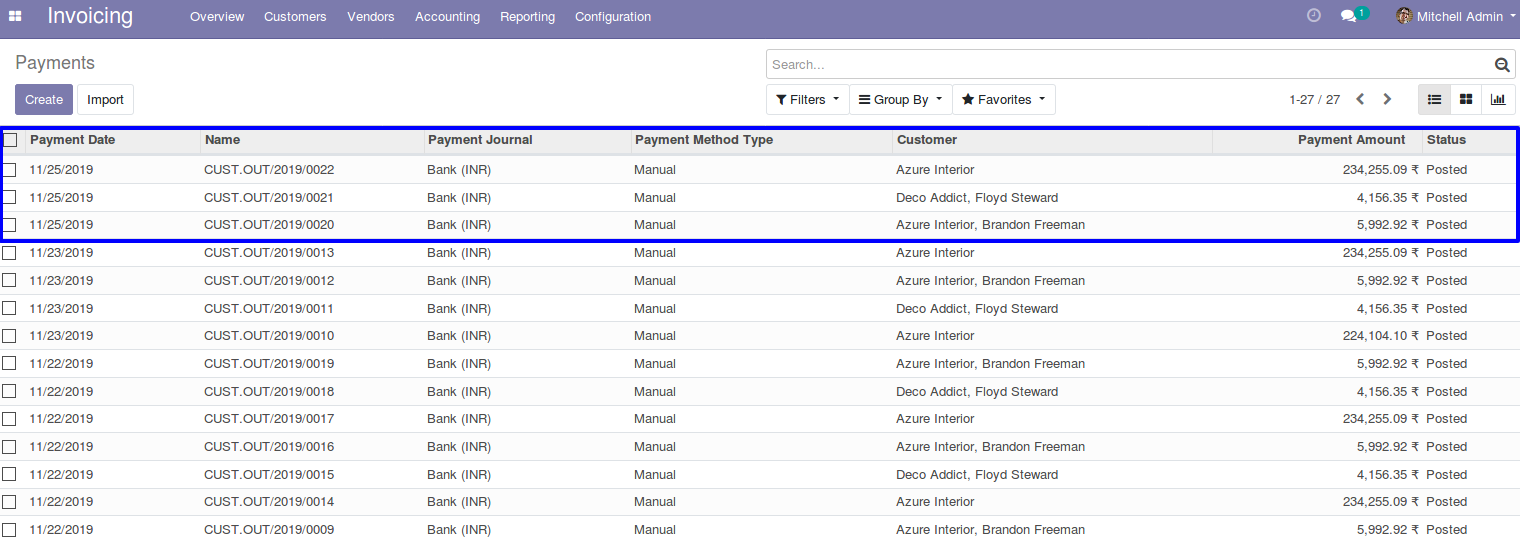 Invoicing Overview Customers Vendors Accounting Reporting Configuration 1 Mitchell Admin
Payments Search...
Create Import Filters Group By Favorites 1-27 / 27
Payment Date Name Payment Journal Payment Method Type Customer Payment Amount Status
11/25/2019 CUST.OUT/2019/0022 Bank (INR) Manual Azure Interior 234,255.09 ₹ Posted
11/25/2019 CUST.OUT/2019/0021 Bank (INR) Manual Deco Addict, Floyd Steward 4,156.35 ₹ Posted
11/25/2019 CUST.OUT/2019/0020 Bank (INR) Manual Azure Interior, Brandon Freeman 5,992.92 ₹ Posted
11/23/2019 CUST.OUT/2019/0013 Bank (INR) Manual Azure Interior 234,255.09 ₹ Posted
11/23/2019 CUST.OUT/2019/0012 Bank (INR) Manual Azure Interior, Brandon Freeman 5,992.92 ₹ Posted
11/23/2019 CUST.OUT/2019/0011 Bank (INR) Manual Deco Addict, Floyd Steward 4,156.35 ₹ Posted
11/23/2019 CUST.OUT/2019/0010 Bank (INR) Manual Azure Interior 224,104.10 ₹ Posted
11/22/2019 CUST.OUT/2019/0019 Bank (INR) Manual Azure Interior, Brandon Freeman 5,992.92 ₹ Posted
11/22/2019 CUST.OUT/2019/0018 Bank (INR) Manual Deco Addict, Floyd Steward 4,156.35 ₹ Posted
11/22/2019 CUST.OUT/2019/0017 Bank (INR) Manual Azure Interior 234,255.09 ₹ Posted
11/22/2019 CUST.OUT/2019/0016 Bank (INR) Manual Azure Interior, Brandon Freeman 5,992.92 ₹ Posted
11/22/2019 CUST.OUT/2019/0015 Bank (INR) Manual Deco Addict, Floyd Steward 4,156.35 ₹ Posted
11/22/2019 CUST.OUT/2019/0014 Bank (INR) Manual Azure Interior 234,255.09 ₹ Posted
11/22/2019 CUST.OUT/2019/0009 Bank (INR) Manual Azure Interior, Brandon Freeman 5,992.92 ₹ Posted